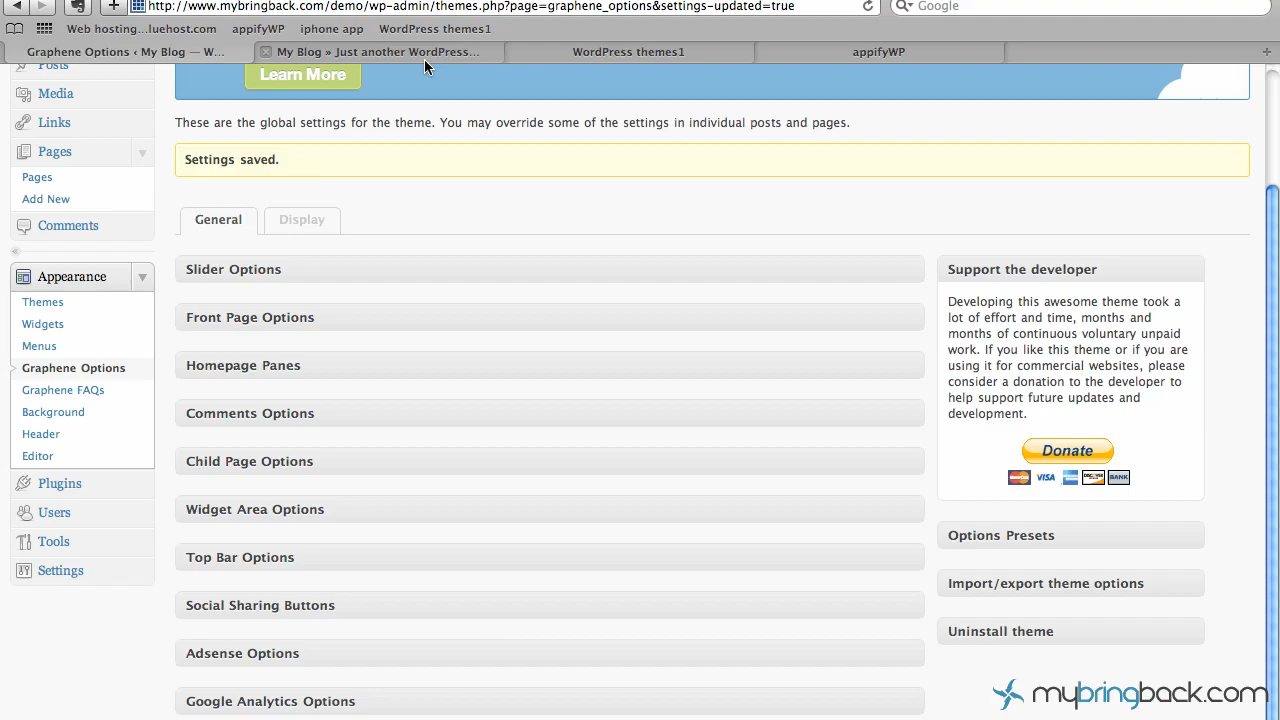 http://www.mybringback.com/demo/wp-admin/themes.php?page=graphene_options&settings-updated=true
Google
Web hosting....luehost.com
appifyWP
iphone app
WordPress themes1
Graphene Options ‹ My Blog — W...
My Blog » Just another WordPress...
WordPress themes1
appifyWP
Posts
Media
Links
Pages
Pages
Add New
Comments
Appearance
Themes
Widgets
Menus
Graphene Options
Graphene FAQs
Background
Header
Editor
Plugins
Users
Tools
Settings
Learn More
These are the global settings for the theme. You may override some of the settings in individual posts and pages.
Settings saved.
General
Display
Slider Options
Front Page Options
Homepage Panes
Comments Options
Child Page Options
Widget Area Options
Top Bar Options
Social Sharing Buttons
Adsense Options
Google Analytics Options
Support the developer
Developing this awesome theme took a
lot of effort and time, months and
months of continuous voluntary unpaid
work. If you like this theme or if you are
using it for commercial websites, please
consider a donation to the developer to
help support future updates and
development.
Donate
VISA
BANK
Options Presets
Import/export theme options
Uninstall theme
mybringback.com